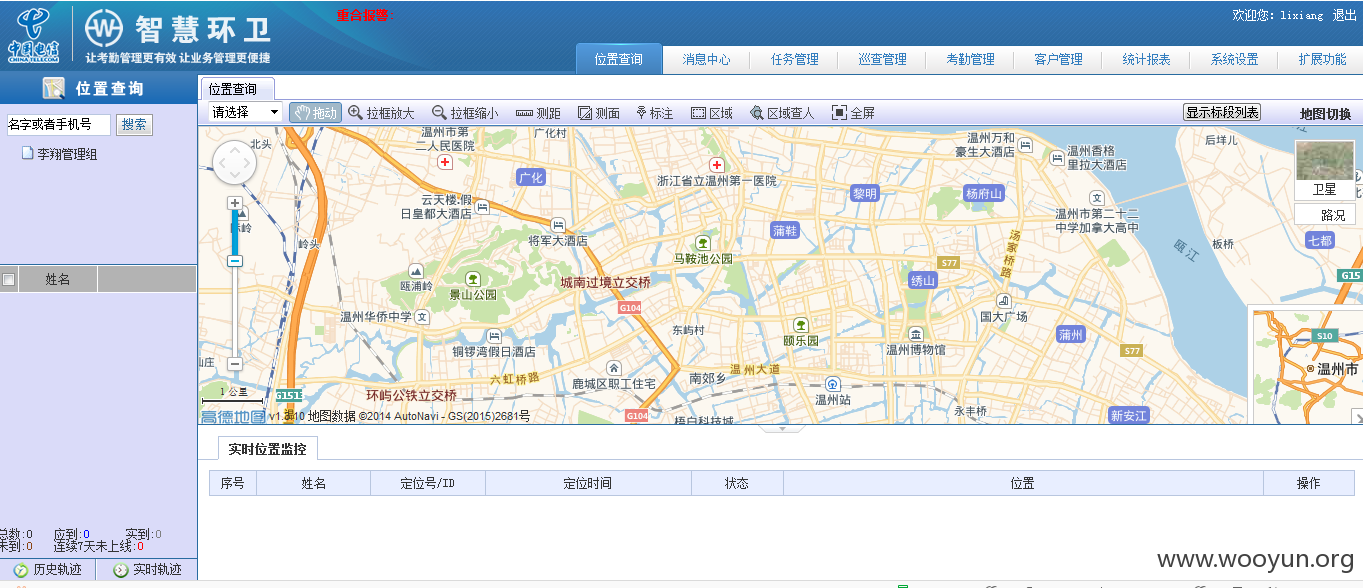 中国电信
CHINA TELECOM
智慧环卫
让考勤管理更有效 让业务管理更便捷
重合报警:
欢迎您: lixiang 退出
位置查询 消息中心 任务管理 巡查管理 考勤管理 客户管理 统计报表 系统设置 扩展功能
位置查询
名字或者手机号 搜索
李翔管理组
姓名
总数:0 应到:0 实到:0
未到:0 连续7天未上线:0
历史轨迹 实时轨迹
位置查询
请选择 拖动 拉框放大 拉框缩小 测距 测面 标注 区域 区域查人 全屏 显示标段列表 地图切换
北头
温州市第
二人民医院
广化村
广化
浙江省立温州第一医院
云天楼·假
日皇都大酒店
将军大酒店
黎明
温州万和
豪生大酒店
温州香格
里拉大酒店
杨府山
温州市第二十二
中学加拿大高中
后垟儿
卫星
路况
七都
板桥
瓯江
G15
岭头
瓯浦岭
景山公园
马鞍池公园
蒲鞋
汤家桥路
S77
绣山
城南过境立交桥
G104
温州华侨中学
东屿村
颐乐园
国大广场
温州博物馆
蒲州
S77
S10
温州市
铜锣湾假日酒店
六虹桥路
鹿城区职工住宅
南郊乡
温州大道
温州站
环屿公铁立交桥
G1513
G104
梧白科技城
永丰桥
新安江
1 公里
高德地图 v1.3.10 地图数据 ©2014 AutoNavi - GS(2015)2681号
实时位置监控
序号 姓名 定位号/ID 定位时间 状态 位置 操作
www.wooyun.org